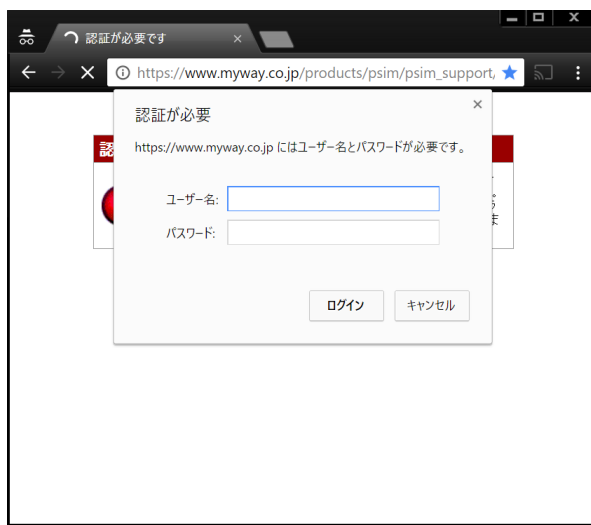 認証が必要です
https://www.myway.co.jp/products/psim/psim_support,
認証が必要
https://www.myway.co.jp にはユーザー名とパスワードが必要です。
ユーザー名:
パスワード:
ログイン
キャンセル
認
ま